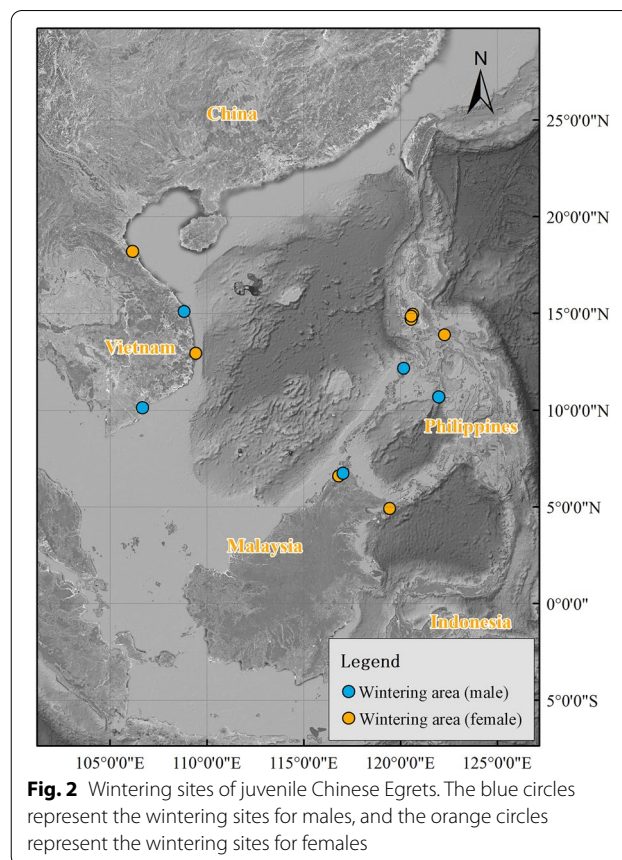 N
China
25°0'0"N
20°0'0"N
15°0'0"N
Vietnam
10°0'0"N
Philippines
5°0'0"N
Malaysia
0°0'0"
Indonesia
Legend
Wintering area (male)
Wintering area (female)
5°0'0"S
105°0'0"E 110°0'0"E 115°0'0"E 120°0'0"E 125°0'0"E
Fig. 2 Wintering sites of juvenile Chinese Egrets. The blue circles
represent the wintering sites for males, and the orange circles
represent the wintering sites for females